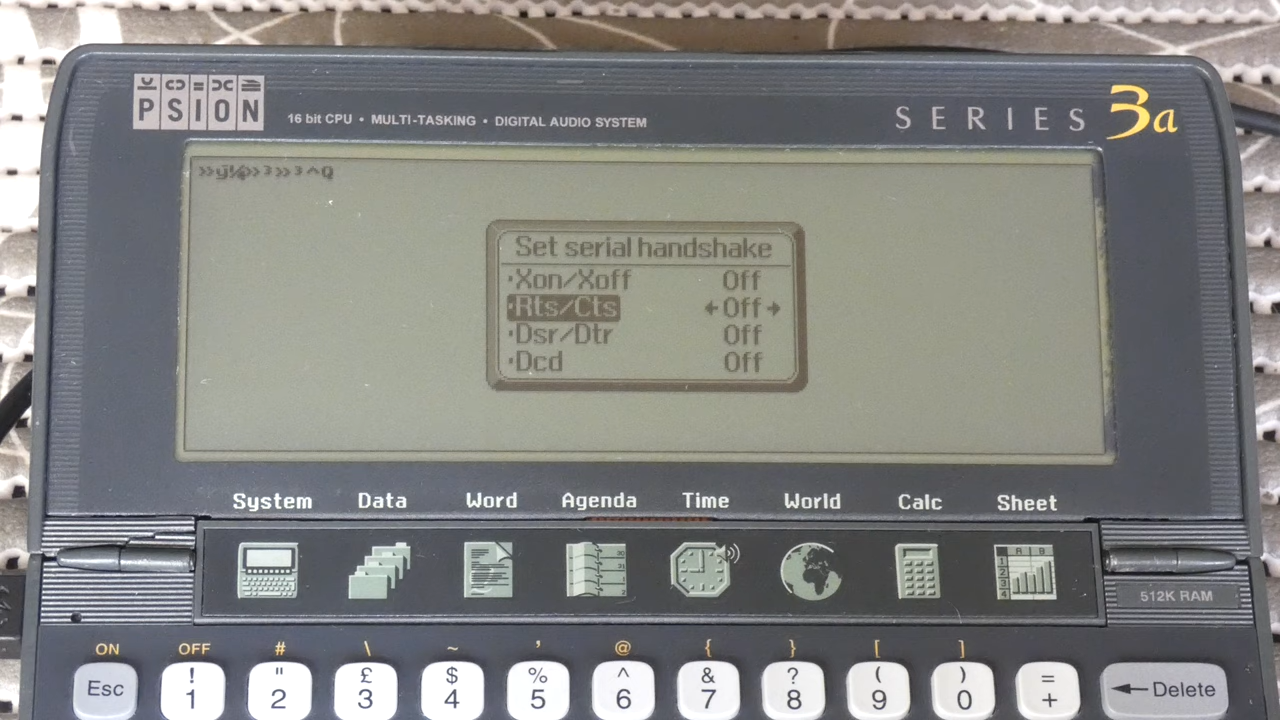 PSION
16 bit CPU • MULTI-TASKING • DIGITAL AUDIO SYSTEM
SERIES 3a
Set serial handshake
Xon/Xoff Off
Rts/Cts Off
Dsr/Dtr Off
Dcd Off
System Data Word Agenda Time World Calc Sheet
512K RAM
ON OFF # \ ~ ' @ { } [ ]
! " £ $ % ^ & ? ( ) =
Esc 1 2 3 4 5 6 7 8 9 0 + Delete